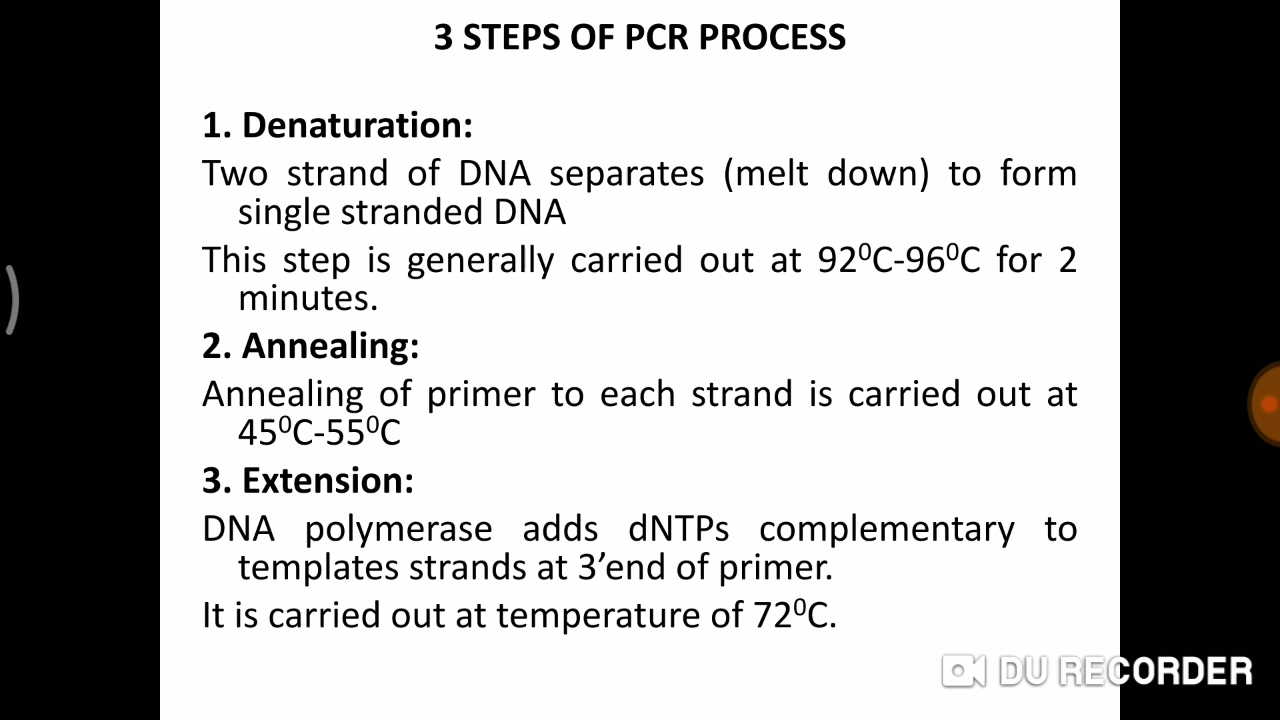 3 STEPS OF PCR PROCESS
1. Denaturation:
Two strand of DNA separates (melt down) to form
single stranded DNA
This step is generally carried out at 92⁰C-96⁰C for 2
minutes.
2. Annealing:
Annealing of primer to each strand is carried out at
45⁰C-55⁰C
3. Extension:
DNA polymerase adds dNTPs complementary to
templates strands at 3’end of primer.
It is carried out at temperature of 72⁰C.
DU RECORDER